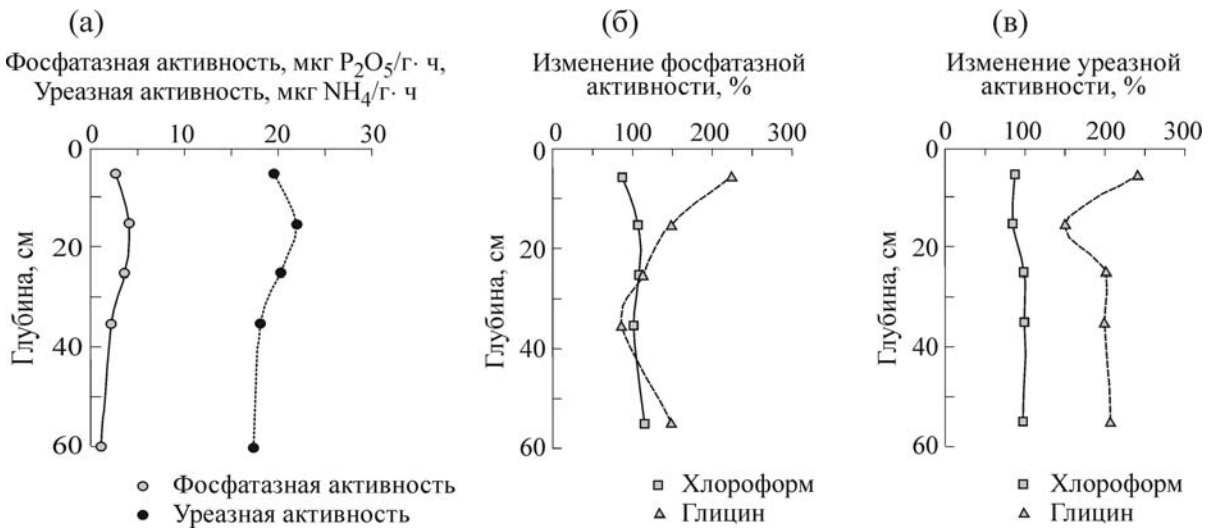 (а)
Фосфатазная активность, мкг P2O5/г· ч,
Уреазная активность, мкг NH4/г· ч
0 10 20 30
0
20
40
60
Глубина, см
Фосфатазная активность
Уреазная активность
(б)
Изменение фосфатазной
активности, %
0 100 200 300
0
20
40
60
Глубина, см
Хлороформ
Глицин
(в)
Изменение уреазной
активности, %
0 100 200 300
0
20
40
60
Глубина, см
Хлороформ
Глицин